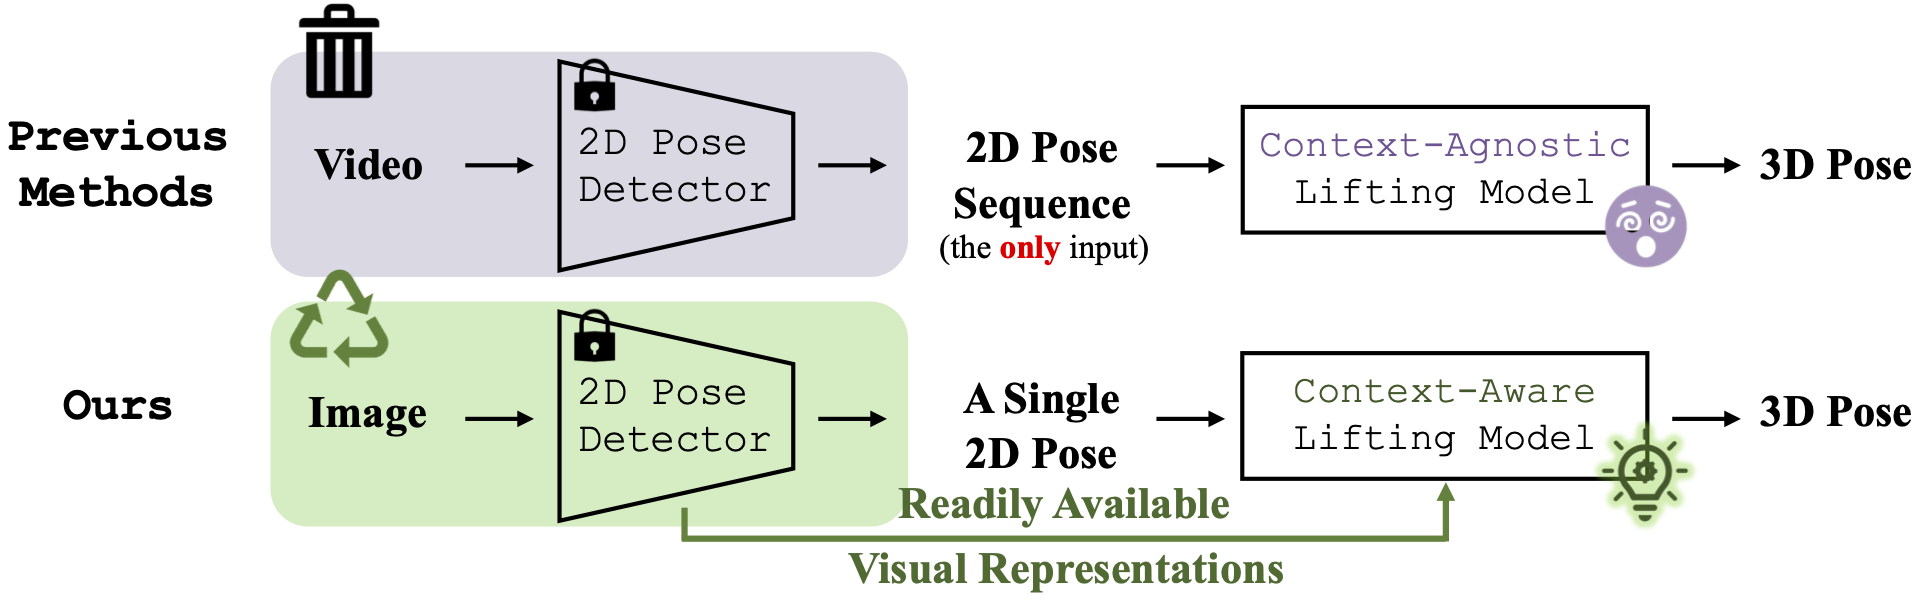 Previous
Methods
Video
2D Pose
Detector
2D Pose
Sequence
(the only input)
Context-Agnostic
Lifting Model
3D Pose
Ours
Image
2D Pose
Detector
A Single
2D Pose
Context-Aware
Lifting Model
3D Pose
Readily Available
Visual Representations